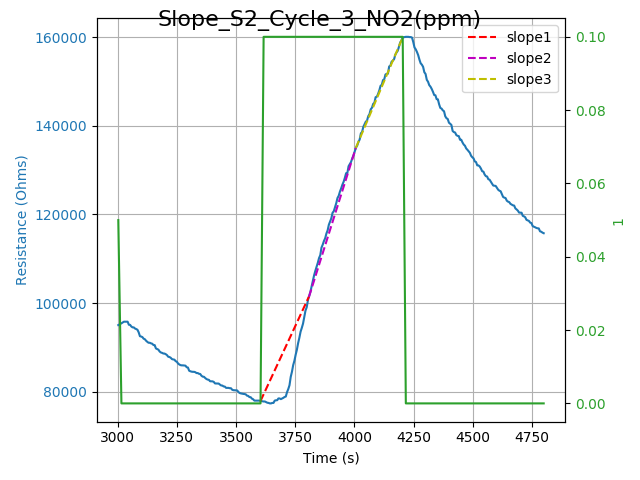 Slope_S2_Cycle_3_NO2(ppm)
slope1
slope2
slope3
160000
140000
120000
100000
80000
Resistance (Ohms)
0.10
0.08
0.06
0.04
0.02
0.00
1
3000 3250 3500 3750 4000 4250 4500 4750
Time (s)